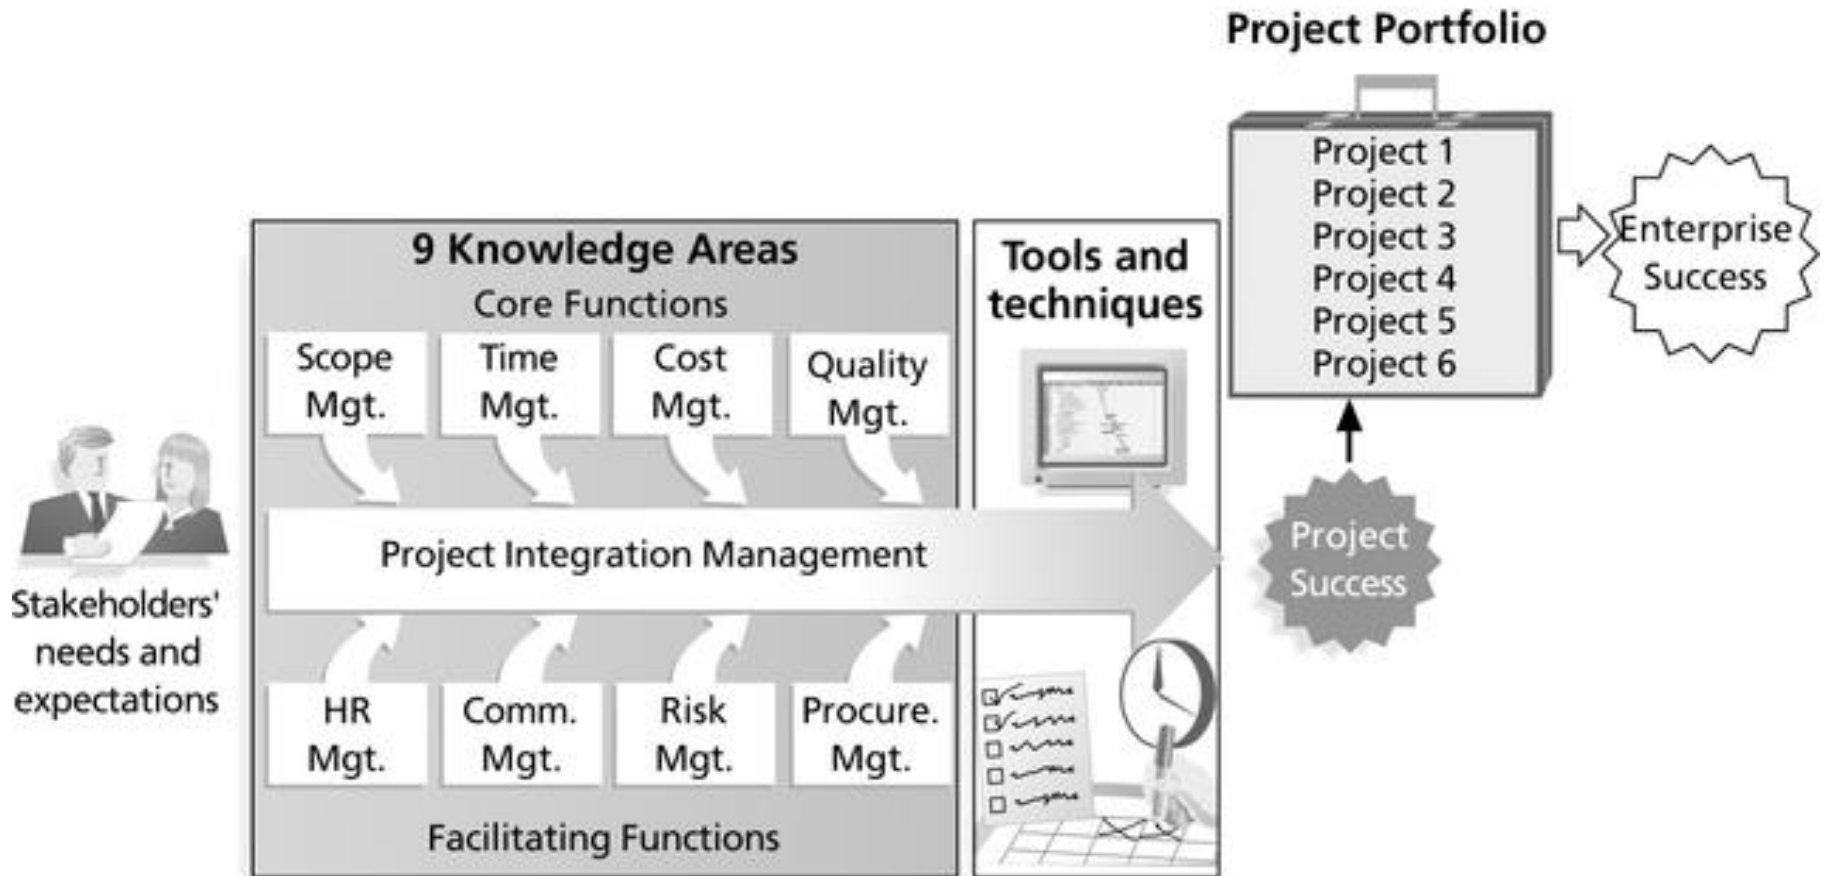 Project Portfolio
Project 1
Project 2
Project 3
Project 4
Project 5
Project 6
Enterprise
Success
9 Knowledge Areas
Core Functions
Scope
Mgt.
Time
Mgt.
Cost
Mgt.
Quality
Mgt.
Tools and
techniques
Project Integration Management
Project
Success
Stakeholders'
needs and
expectations
HR
Mgt.
Comm.
Mgt.
Risk
Mgt.
Procure.
Mgt.
Facilitating Functions